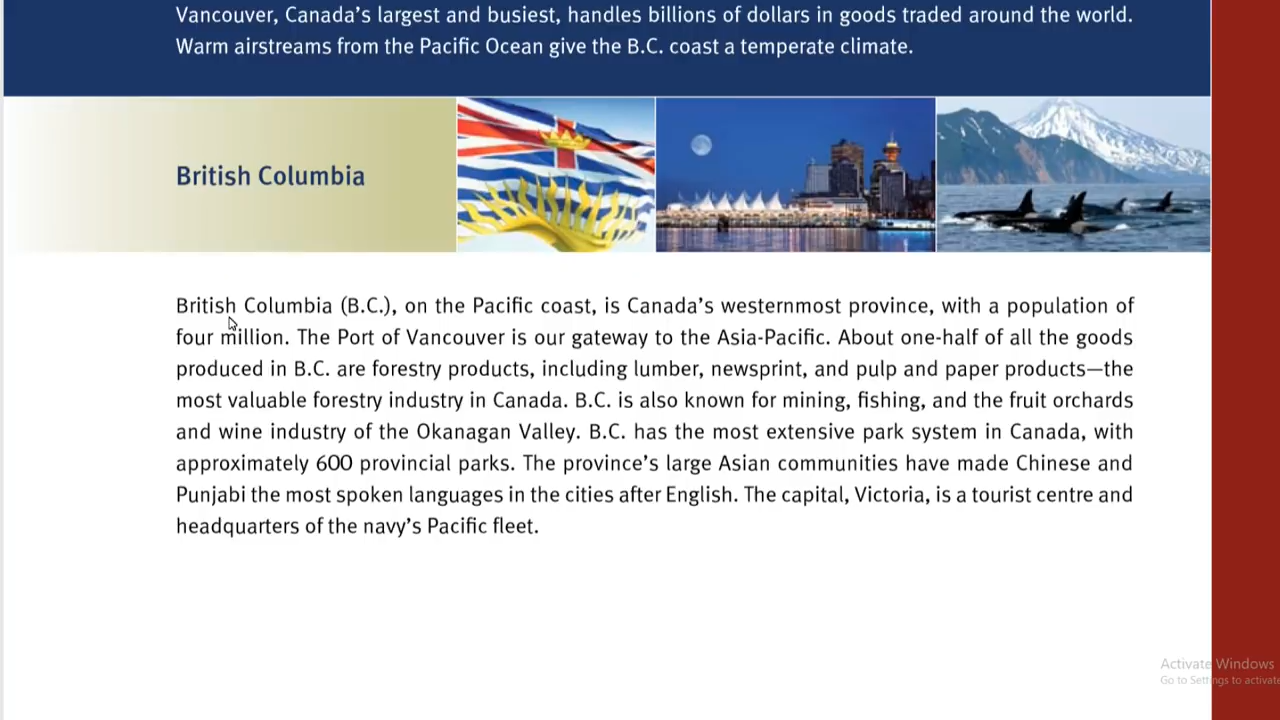 Vancouver, Canada's largest and busiest, handles billions of dollars in goods traded around the world.
Warm airstreams from the Pacific Ocean give the B.C. coast a temperate climate.
British Columbia
British Columbia (B.C.), on the Pacific coast, is Canada's westernmost province, with a population of
four million. The Port of Vancouver is our gateway to the Asia-Pacific. About one-half of all the goods
produced in B.C. are forestry products, including lumber, newsprint, and pulp and paper products—the
most valuable forestry industry in Canada. B.C. is also known for mining, fishing, and the fruit orchards
and wine industry of the Okanagan Valley. B.C. has the most extensive park system in Canada, with
approximately 600 provincial parks. The province's large Asian communities have made Chinese and
Punjabi the most spoken languages in the cities after English. The capital, Victoria, is a tourist centre and
headquarters of the navy's Pacific fleet.
Activate Windows
Go to Settings to activate